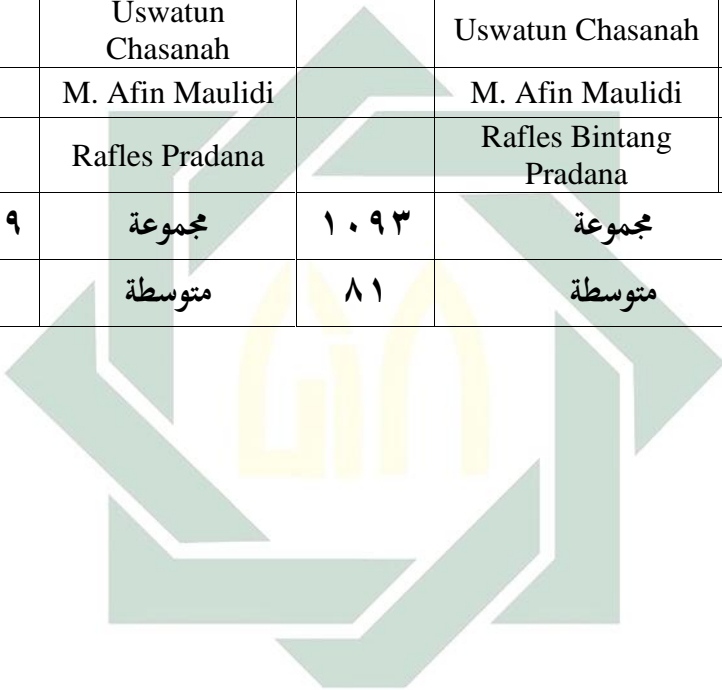 Uswatun
Chasanah
Uswatun Chasanah
M. Afin Maulidi
M. Afin Maulidi
Rafles Pradana
Rafles Bintang
Pradana
٩
مجموعة
١٠٩٣
مجموعة
متوسطة
٨١
متوسطة